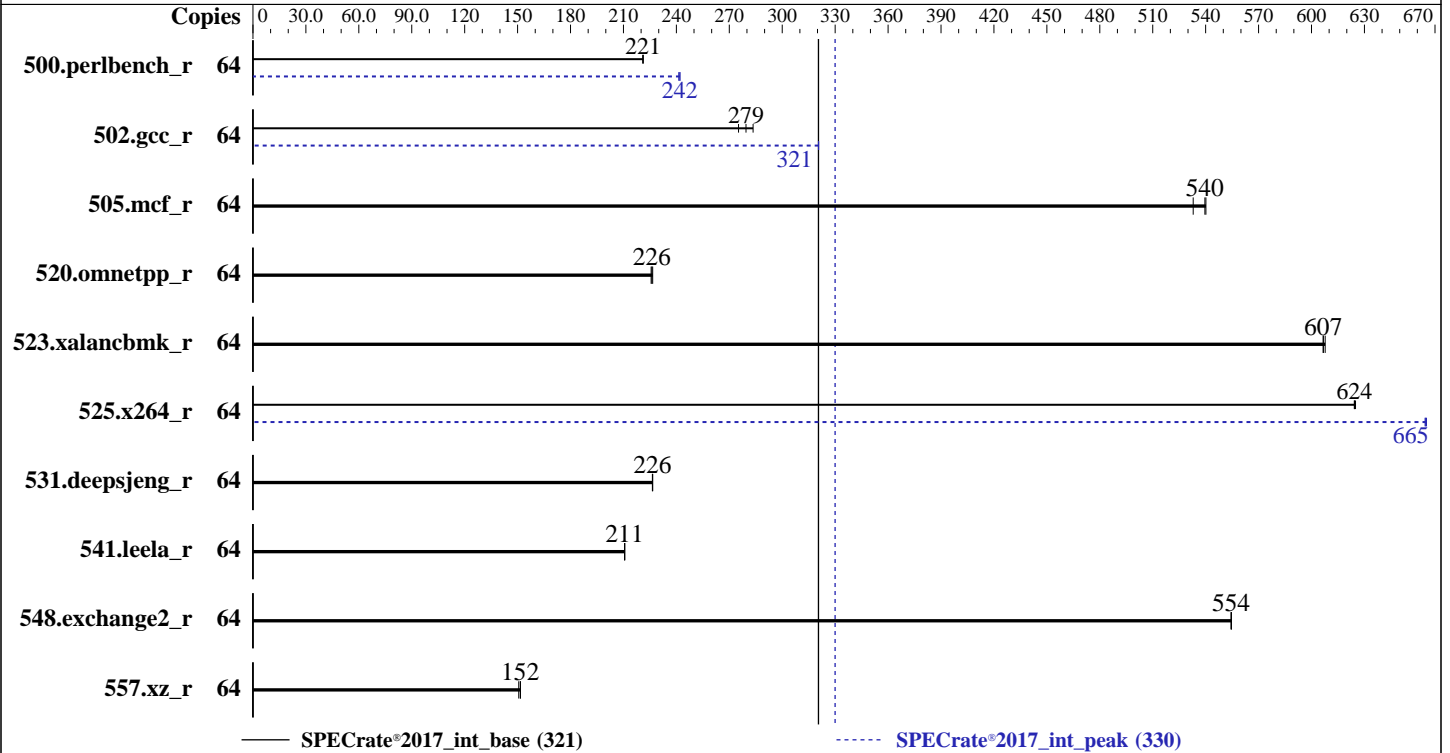 Copies 0 30.0 60.0 90.0 120 150 180 210 240 270 300 330 360 390 420 450 480 510 540 570 600 630 670
500.perlbench_r 64 221
242
502.gcc_r 64 279
321
505.mcf_r 64 540
520.omnetpp_r 64 226
523.xalancbmk_r 64 607
525.x264_r 64 624
665
531.deepsjeng_r 64 226
541.leela_r 64 211
548.exchange2_r 64 554
557.xz_r 64 152
SPECrate®2017_int_base (321) SPECrate®2017_int_peak (330)